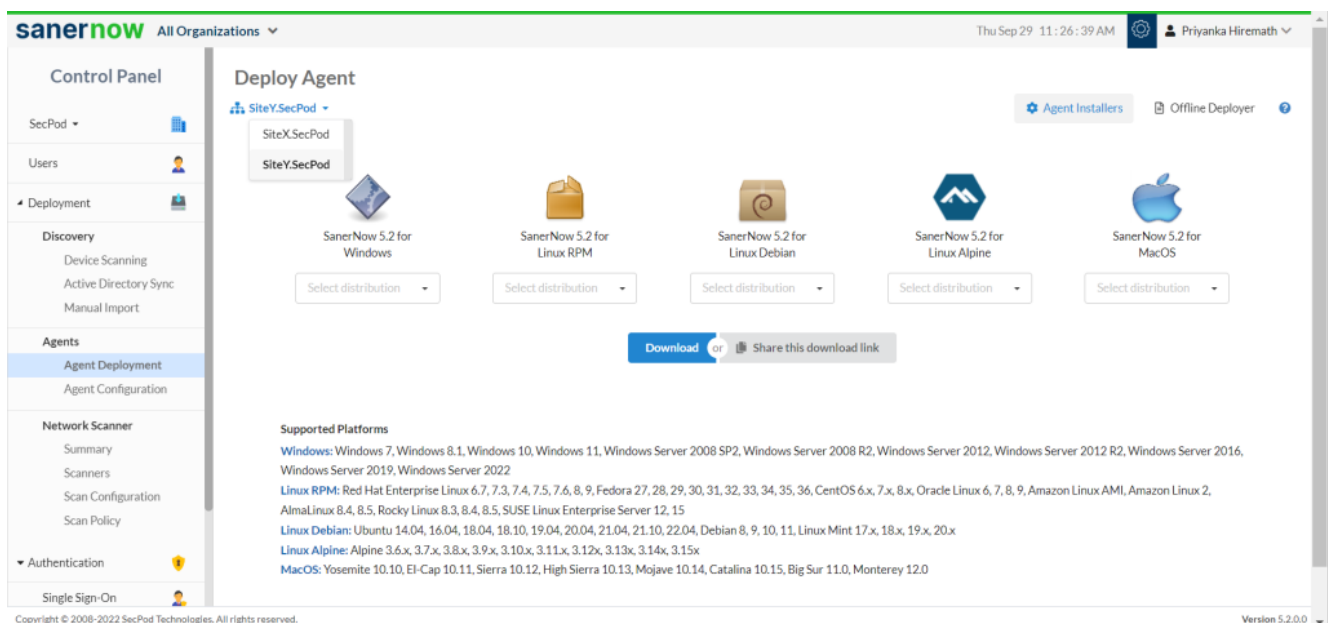 sanernow All Organizations
Thu Sep 29 11:26:39 AM Priyanka Hiremath
Control Panel
SecPod
Users
Deployment
Discovery
Device Scanning
Active Directory Sync
Manual Import
Agents
Agent Deployment
Agent Configuration
Network Scanner
Summary
Scanners
Scan Configuration
Scan Policy
Authentication
Single Sign-On
Deploy Agent
SiteY.SecPod
Agent Installers Offline Deployer ?
SiteX.SecPod
SiteY.SecPod
SanerNow 5.2 for
Windows
Select distribution
SanerNow 5.2 for
Linux RPM
Select distribution
SanerNow 5.2 for
Linux Debian
Select distribution
SanerNow 5.2 for
Linux Alpine
Select distribution
SanerNow 5.2 for
MacOS
Select distribution
Download or Share this download link
Supported Platforms
Windows: Windows 7, Windows 8.1, Windows 10, Windows 11, Windows Server 2008 SP2, Windows Server 2008 R2, Windows Server 2012, Windows Server 2012 R2, Windows Server 2016,
Windows Server 2019, Windows Server 2022
Linux RPM: Red Hat Enterprise Linux 6.7, 7.3, 7.4, 7.5, 7.6, 8, 9, Fedora 27, 28, 29, 30, 31, 32, 33, 34, 35, 36, CentOS 6.x, 7.x, 8.x, Oracle Linux 6, 7, 8, 9, Amazon Linux AMI, Amazon Linux 2,
AlmaLinux 8.4, 8.5, Rocky Linux 8.3, 8.4, 8.5, SUSE Linux Enterprise Server 12, 15
Linux Debian: Ubuntu 14.04, 16.04, 18.04, 18.10, 19.04, 20.04, 21.04, 21.10, 22.04, Debian 8, 9, 10, 11, Linux Mint 17.x, 18.x, 19.x, 20.x
Linux Alpine: Alpine 3.6.x, 3.7.x, 3.8.x, 3.9.x, 3.10.x, 3.11.x, 3.12x, 3.13x, 3.14x, 3.15x
MacOS: Yosemite 10.10, El-Cap 10.11, Sierra 10.12, High Sierra 10.13, Mojave 10.14, Catalina 10.15, Big Sur 11.0, Monterey 12.0
Copyright © 2008-2022 SecPod Technologies. All rights reserved.
Version 5.2.0.0